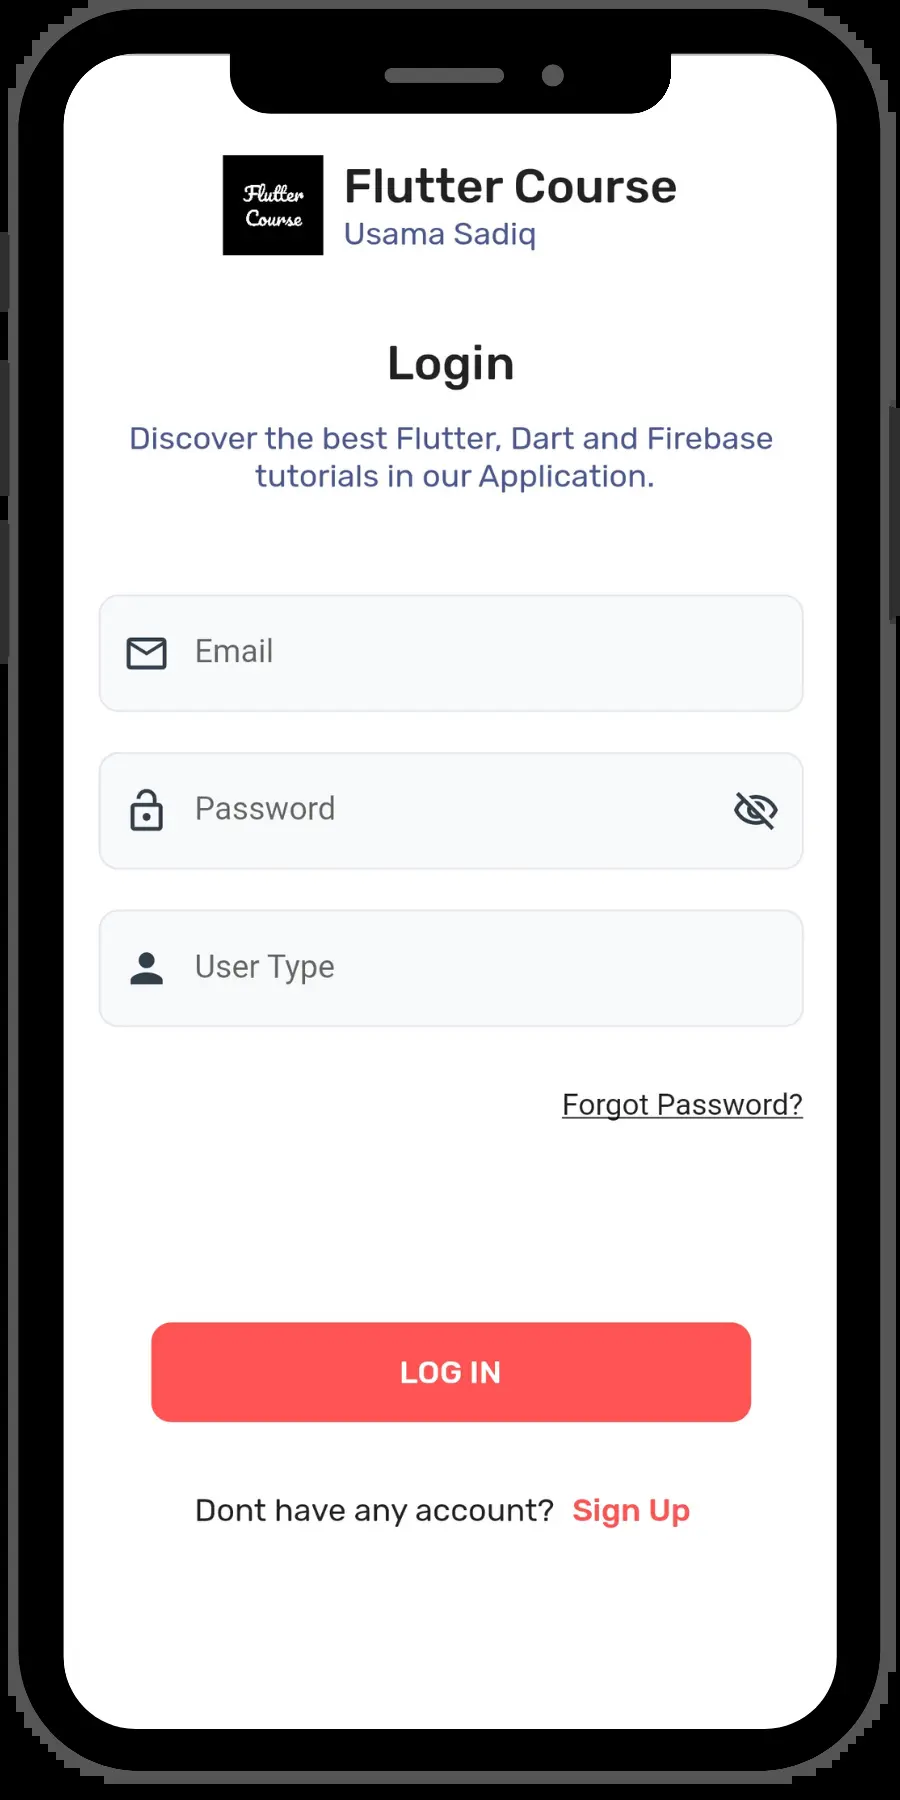 Flutter
Course
Flutter Course
Usama Sadiq
Login
Discover the best Flutter, Dart and Firebase
tutorials in our Application.
Email
Password
User Type
Forgot Password?
LOG IN
Dont have any account? Sign Up